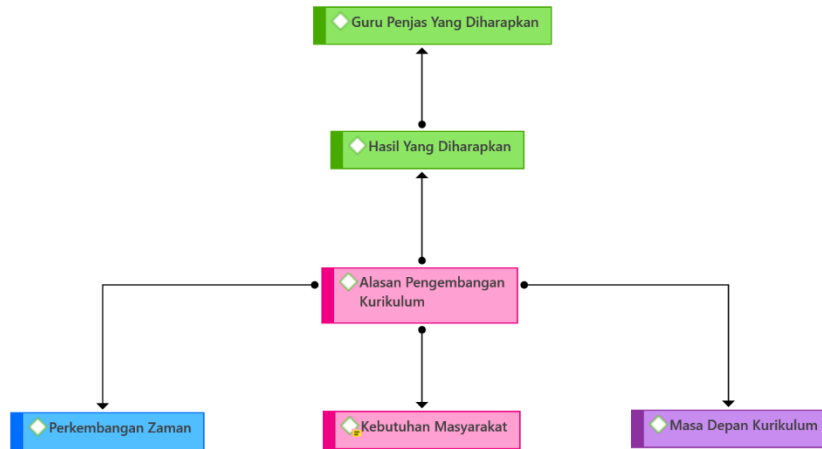 Guru Penjas Yang Diharapkan
Hasil Yang Diharapkan
Alasan Pengembangan
Kurikulum
Perkembangan Zaman
Kebutuhan Masyarakat
Masa Depan Kurikulum